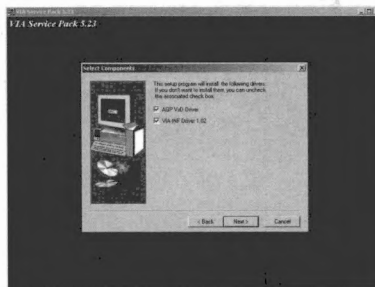 VIA Service Pack 5.23
VIA Service Pack 5.23
Select Components
This setup program will install the following drivers.
If you don't want to install them, you can uncheck
the associated check box.
AGP VxD Driver
VIA INF Driver 1.02
< Back
Next >
Cancel